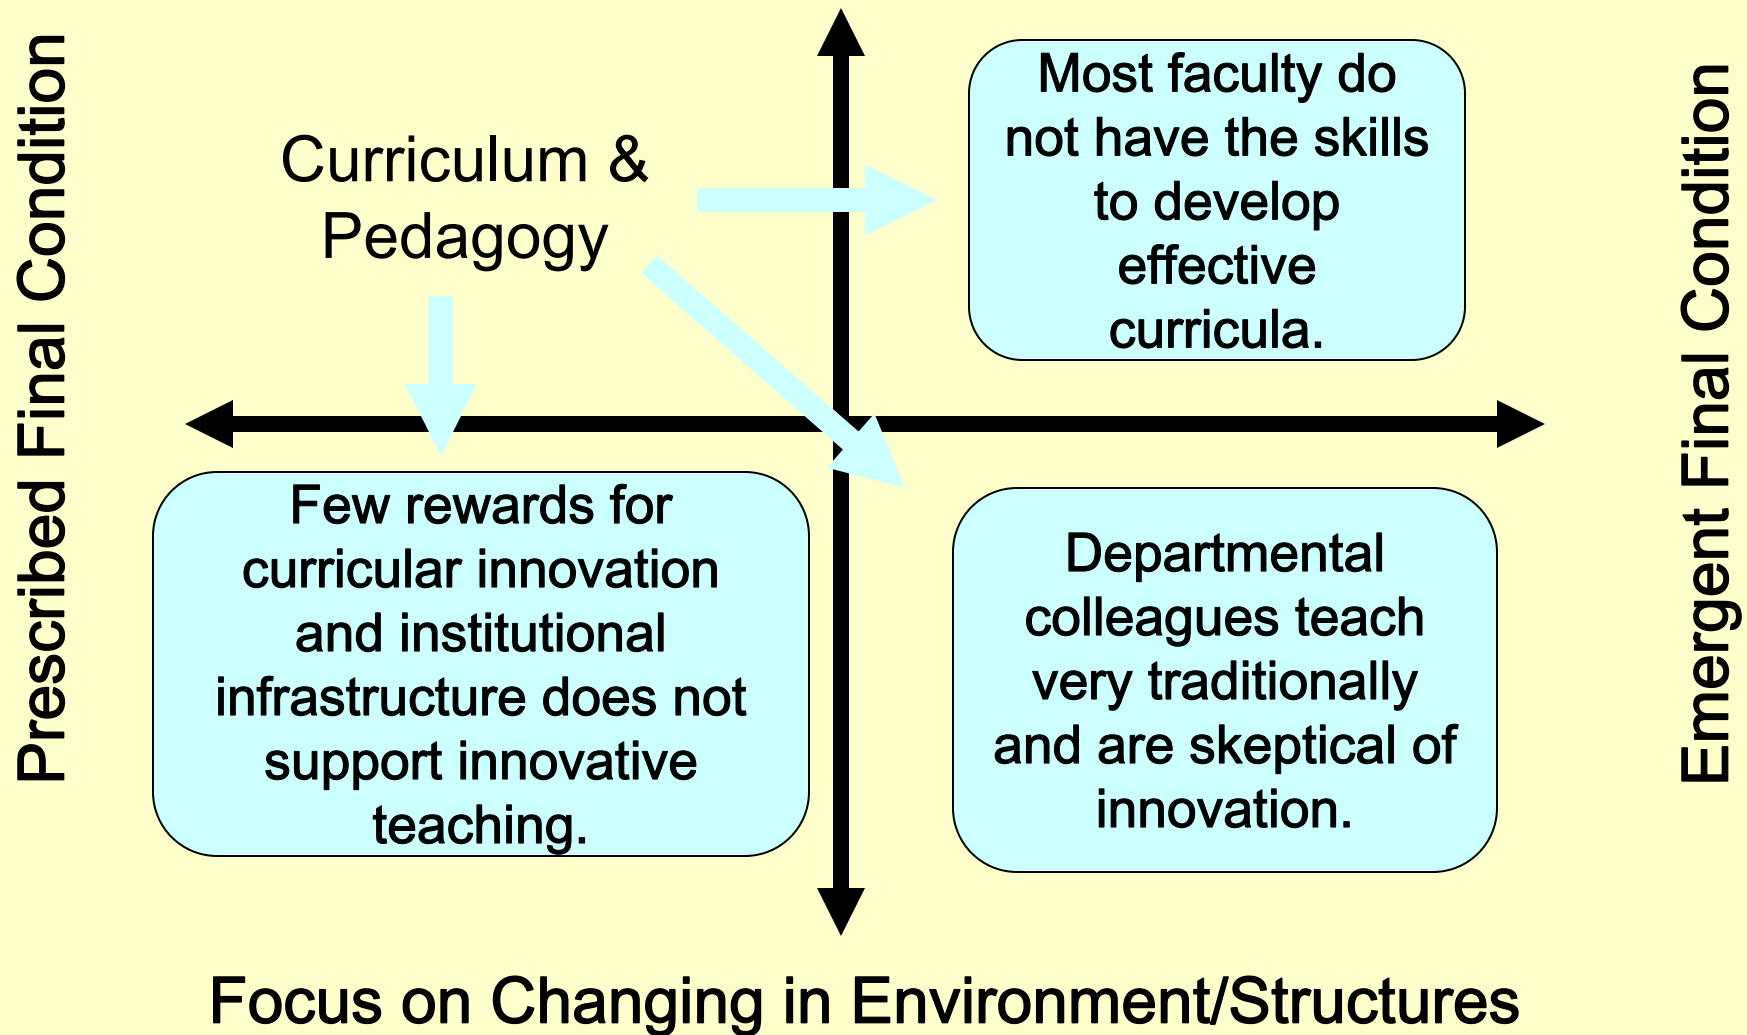 Prescribed Final Condition
Curriculum &
Pedagogy
Most faculty do
not have the skills
to develop
effective
curricula.
Emergent Final Condition
Few rewards for
curricular innovation
and institutional
infrastructure does not
support innovative
teaching.
Departmental
colleagues teach
very traditionally
and are skeptical of
innovation.
Focus on Changing in Environment/Structures